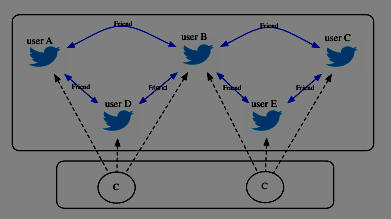 Friend
Friend
user A
user B
user C
Friend
Friend
Friend
Friend
user D
user E
C
C